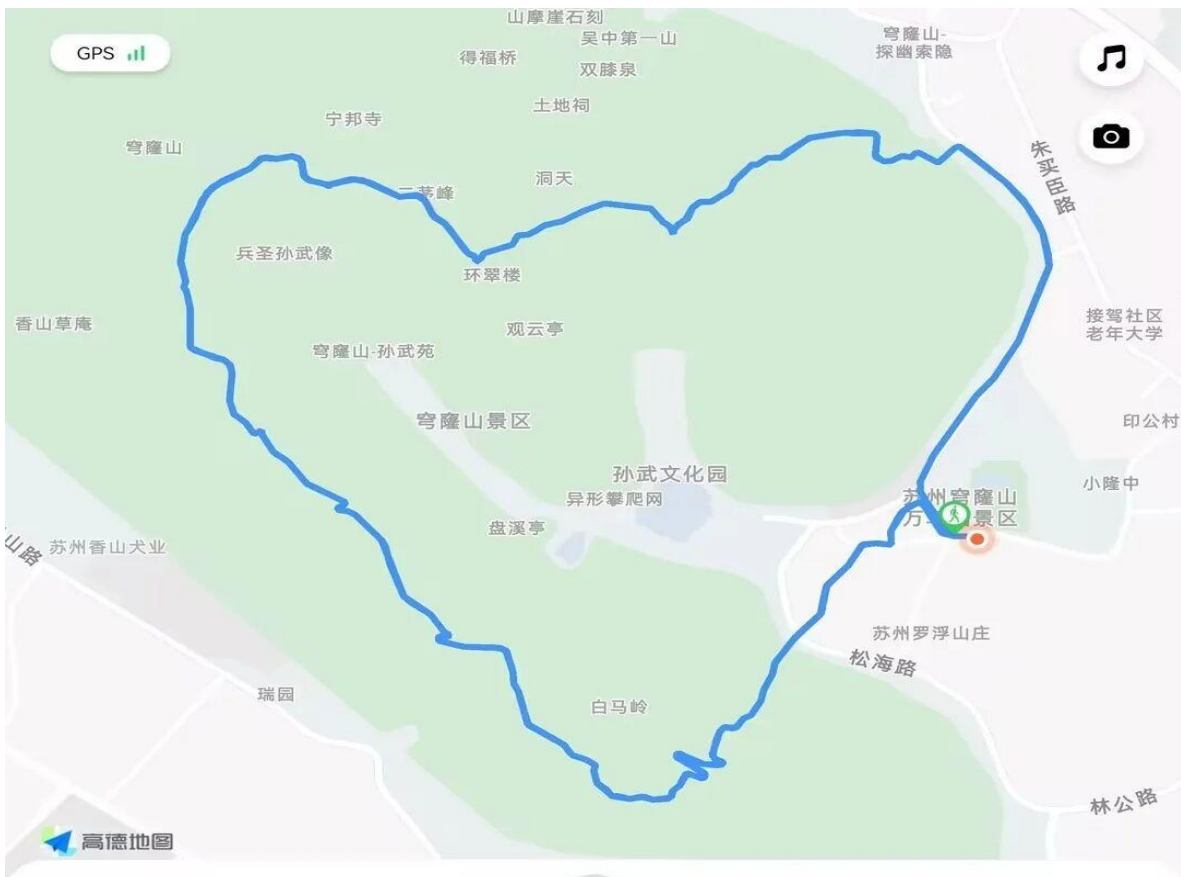 山摩崖石刻
吴中第一山
穹窿山-
探幽索隐
GPS
得福桥
双膝泉
土地祠
宁邦寺
穹窿山
朱买臣路
洞天
二茅峰
兵圣孙武像
环翠楼
香山草庵
观云亭
接驾社区
老年大学
穹窿山-孙武苑
穹窿山景区
印公村
孙武文化园
小隆中
异形攀爬网
苏州穹窿山
万 景区
盘溪亭
山路
苏州香山犬业
苏州罗浮山庄
松海路
瑞园
白马岭
林公路
高德地图